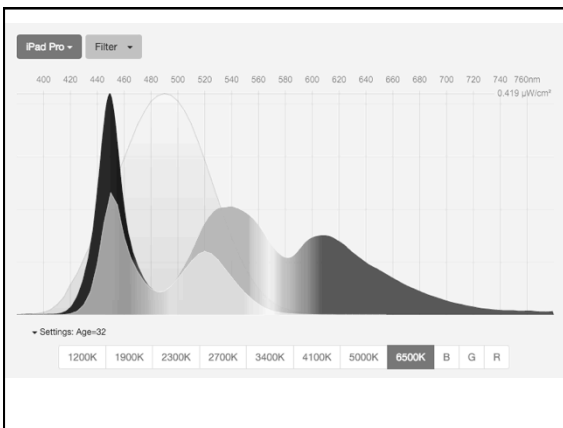 iPad Pro
Filter
400 420 440 460 480 500 520 540 560 580 600 620 640 660 680 700 720 740 760nm
0.419 μW/cm²
Settings: Age=32
1200K 1900K 2300K 2700K 3400K 4100K 5000K 6500K B G R